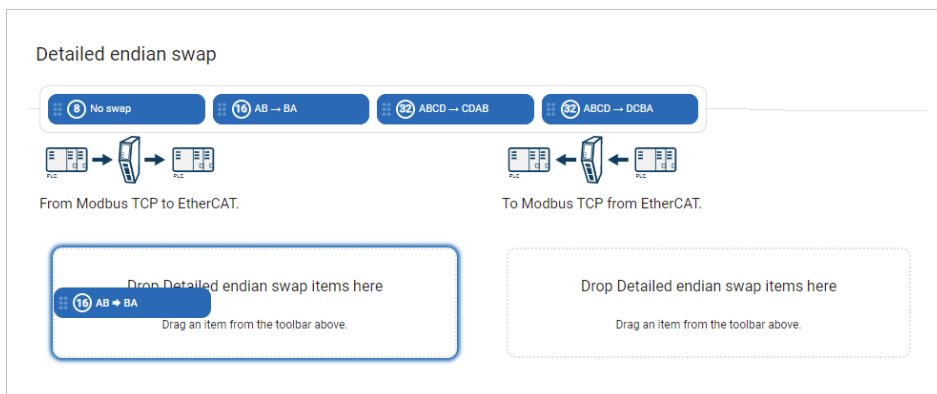 Detailed endian swap
8 No swap
16 AB → BA
32 ABCD → CDAB
32 ABCD → DCBA
PLC
PLC
PLC
PLC
From Modbus TCP to EtherCAT.
To Modbus TCP from EtherCAT.
Drop Detailed endian swap items here
16 AB → BA
Drag an item from the toolbar above.
Drop Detailed endian swap items here
Drag an item from the toolbar above.